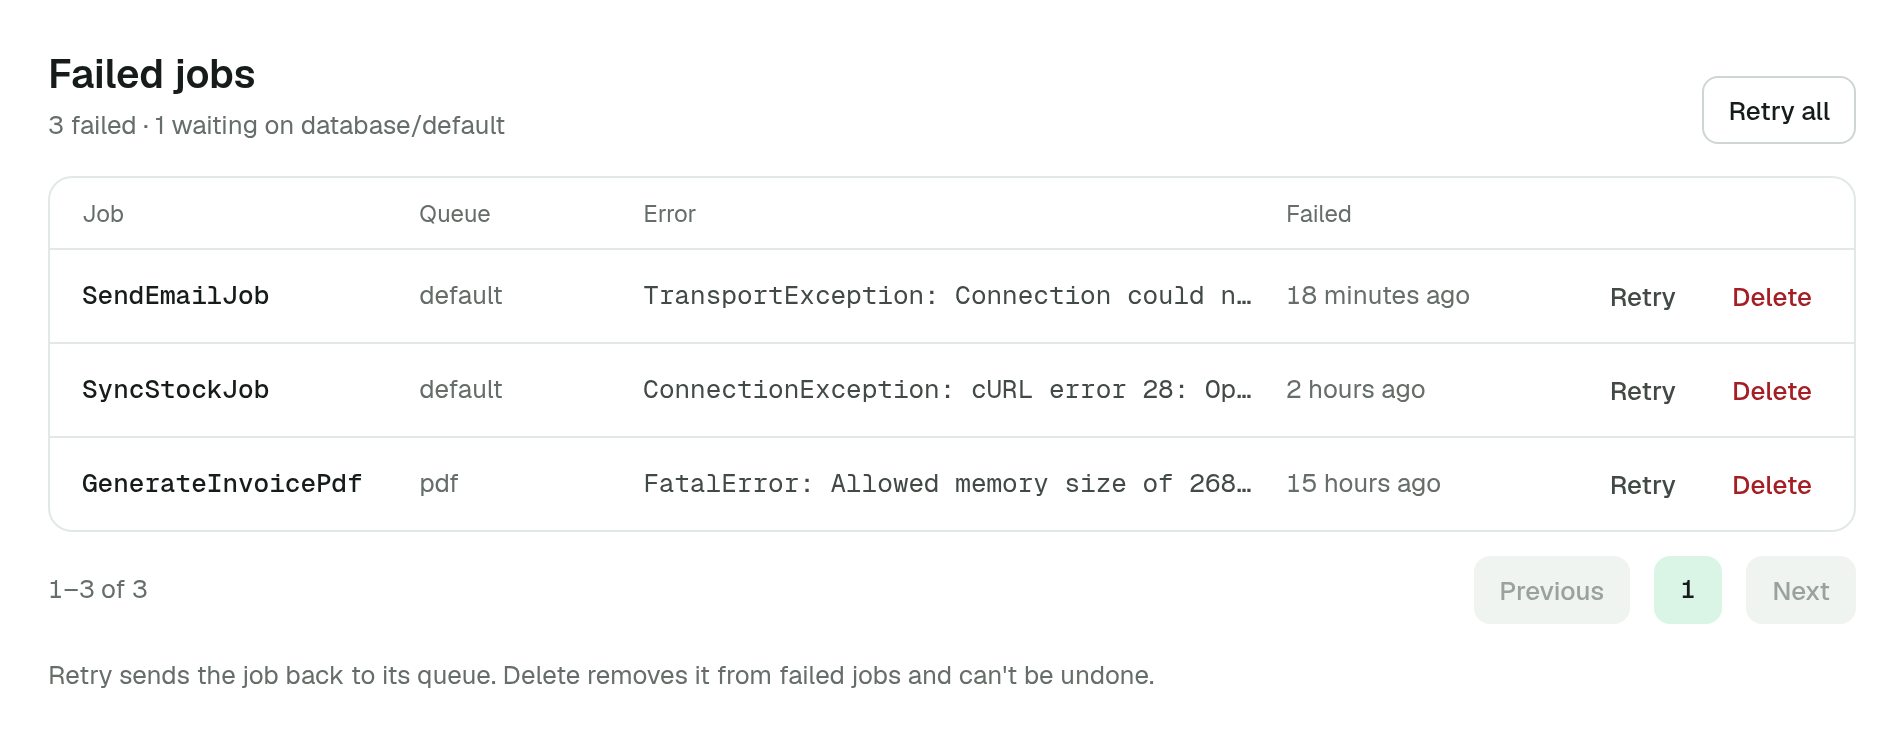 Failed jobs
3 failed · 1 waiting on database/default
Retry all
Job Queue Error Failed
SendEmailJob default TransportException: Connection could n… 18 minutes ago Retry Delete
SyncStockJob default ConnectionException: cURL error 28: Op… 2 hours ago Retry Delete
GenerateInvoicePdf pdf FatalError: Allowed memory size of 268… 15 hours ago Retry Delete
1–3 of 3 Previous 1 Next
Retry sends the job back to its queue. Delete removes it from failed jobs and can't be undone.